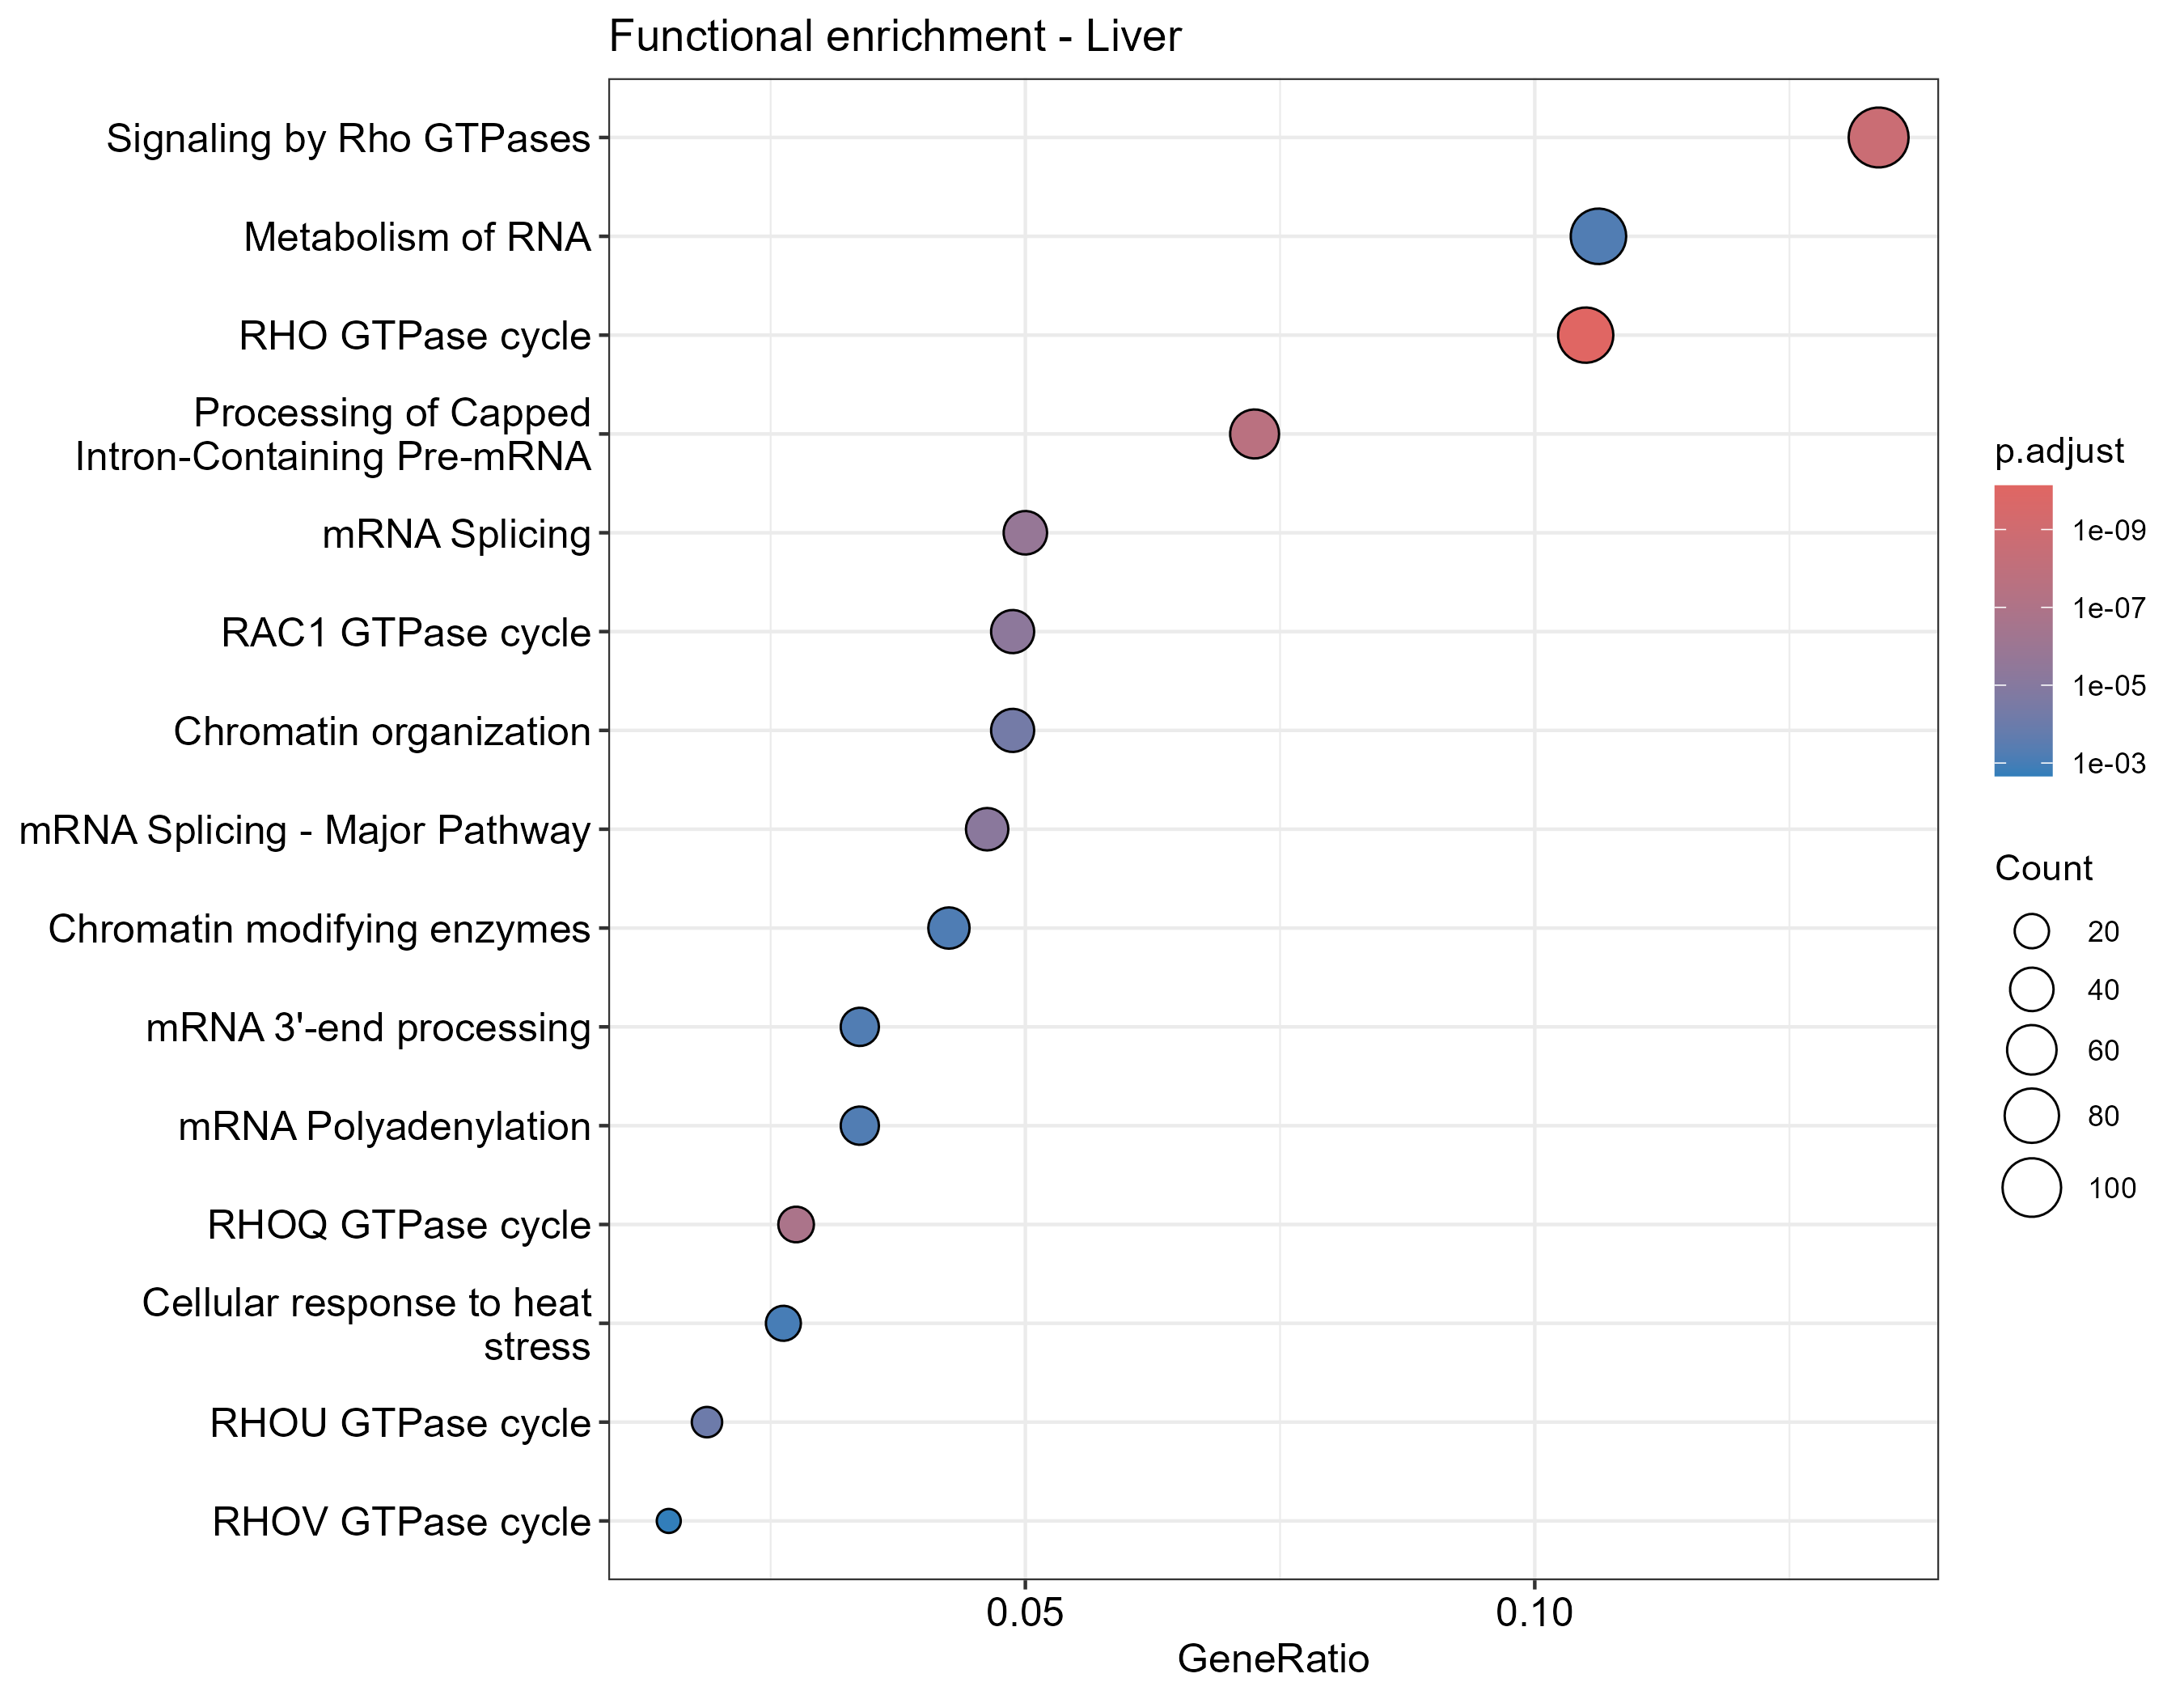 Functional enrichment - Liver
Signaling by Rho GTPases
Metabolism of RNA
RHO GTPase cycle
Processing of Capped
Intron-Containing Pre-mRNA
mRNA Splicing
RAC1 GTPase cycle
Chromatin organization
mRNA Splicing - Major Pathway
Chromatin modifying enzymes
mRNA 3'-end processing
mRNA Polyadenylation
RHOQ GTPase cycle
Cellular response to heat
stress
RHOU GTPase cycle
RHOV GTPase cycle
0.05
0.10
GeneRatio
p.adjust
1e-09
1e-07
1e-05
1e-03
Count
20
40
60
80
100